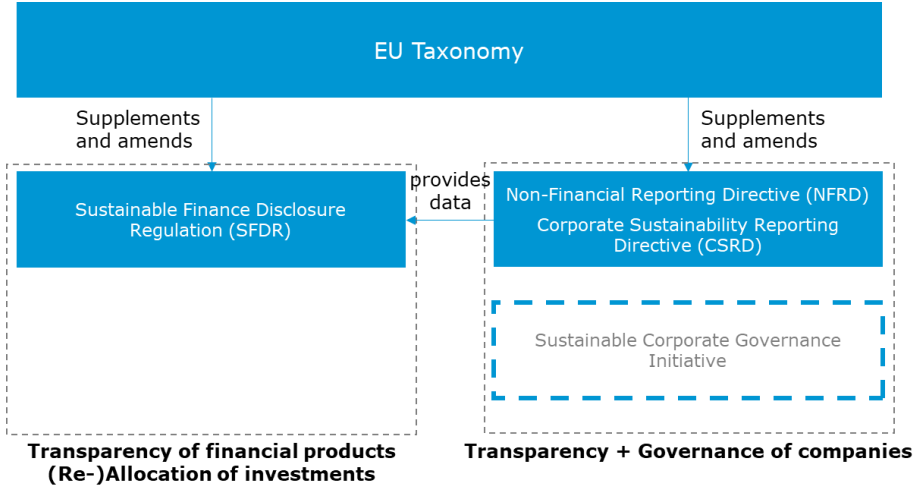 EU Taxonomy
Supplements
and amends
Supplements
and amends
provides
data
Sustainable Finance Disclosure
Regulation (SFDR)
Non-Financial Reporting Directive (NFRD)
Corporate Sustainability Reporting
Directive (CSRD)
Sustainable Corporate Governance
Initiative
Transparency of financial products
(Re-)Allocation of investments
Transparency + Governance of companies